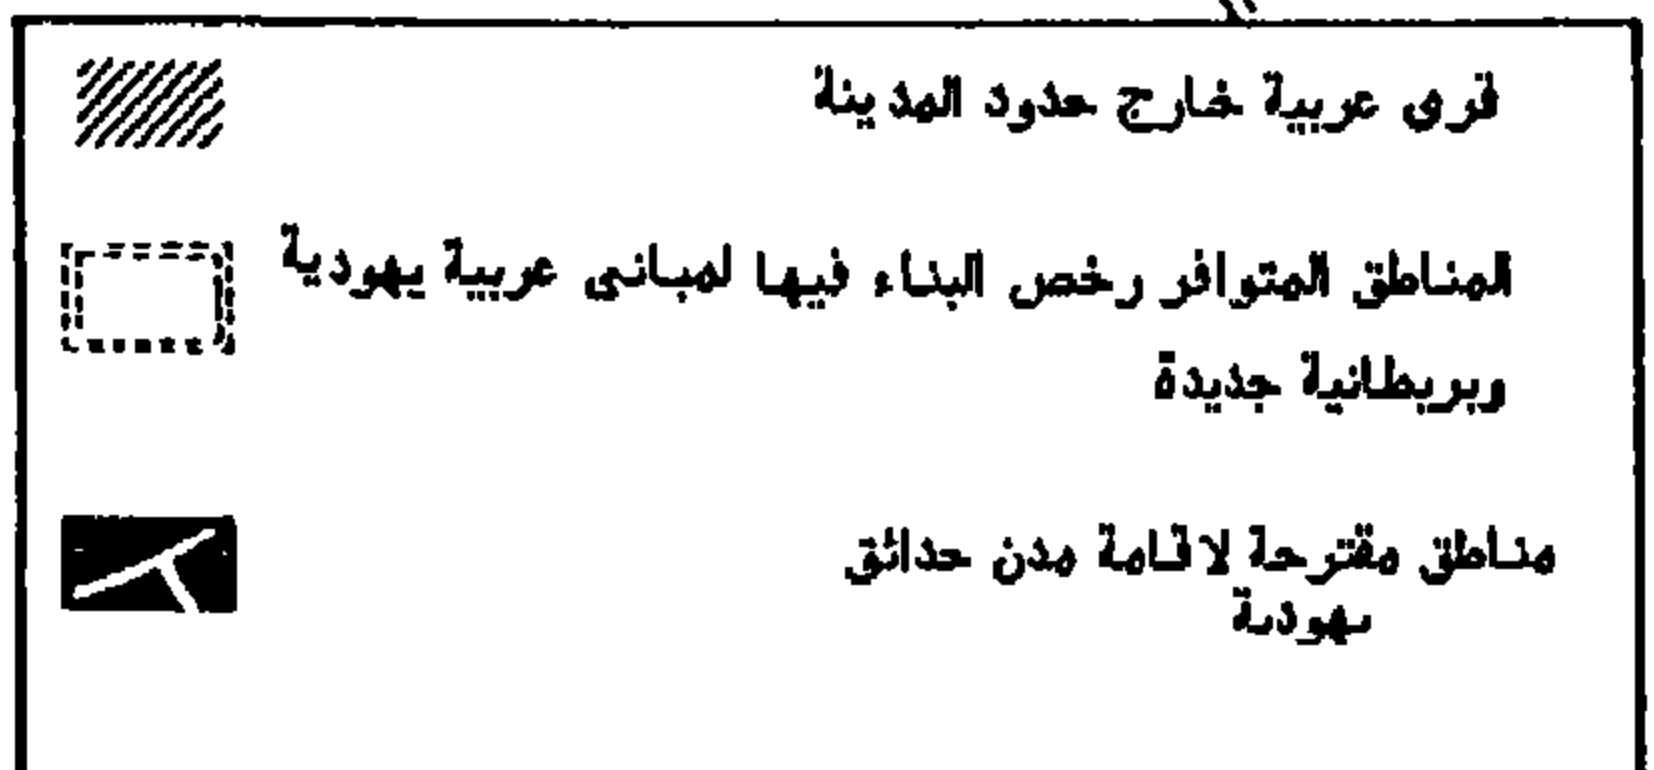 قرى عربية خارج حدود المدينة
المناطق المتوافر رخص البناء فيها لمبانى عربية يهودية
وبريطانية جديدة
مناطق مقترحة لاقامة مدن حدائق
يهودية